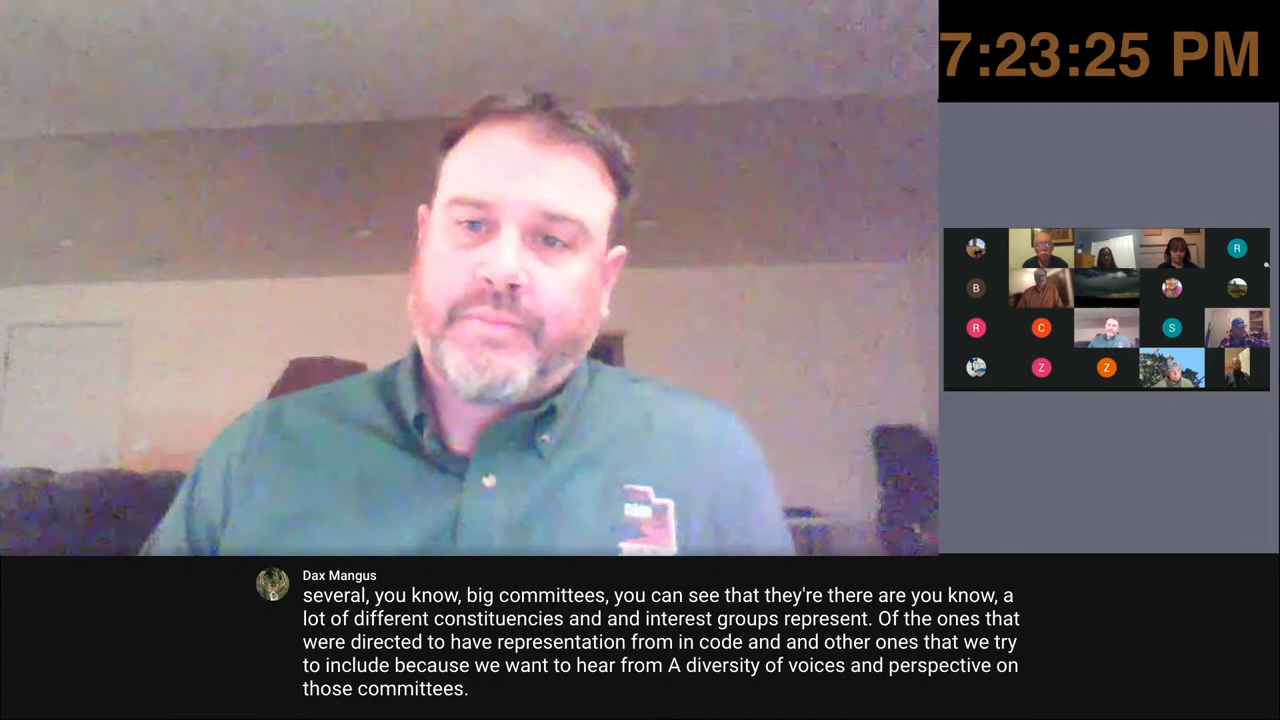 7:23:25 PM
R
B
R
C
S
Z
Z
Dax Mangus
several, you know, big committees, you can see that they're there are you know, a
lot of different constituencies and and interest groups represent. Of the ones that
were directed to have representation from in code and and other ones that we try
to include because we want to hear from A diversity of voices and perspective on
those committees.